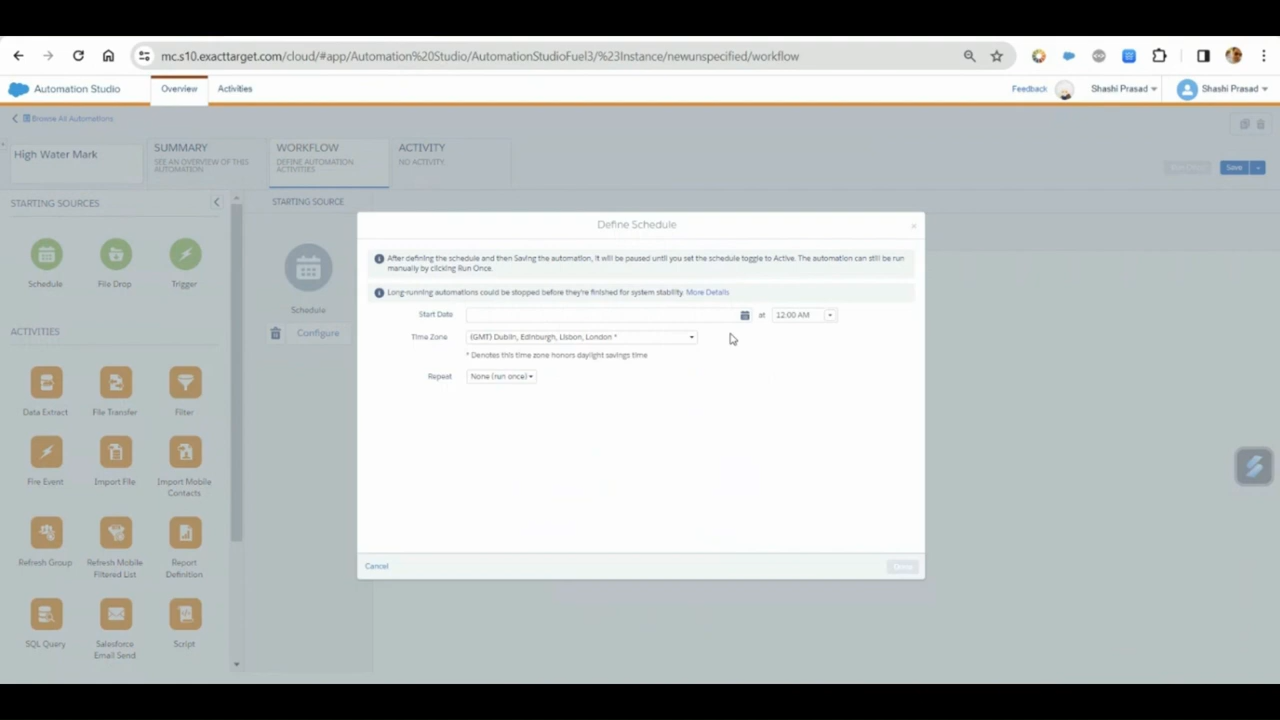 mc.s10.exacttarget.com/cloud/#app/Automation%20Studio/AutomationStudioFuel3/%23Instance/newunspecified/workflow
Automation Studio
Overview
Activities
Feedback
Shashi Prasad
Shashi Prasad
Browse All Automations
High Water Mark
SUMMARY
SEE AN OVERVIEW OF THIS
AUTOMATION
WORKFLOW
DEFINE AUTOMATION
ACTIVITIES
ACTIVITY
NO ACTIVITY.
Save
STARTING SOURCES
STARTING SOURCE
Schedule
File Drop
Trigger
Schedule
Configure
ACTIVITIES
Data Extract
File Transfer
Filter
Fire Event
Import File
Import Mobile
Contacts
Refresh Group
Refresh Mobile
Filtered List
Report
Definition
SQL Query
Salesforce
Email Send
Script
Define Schedule
After defining the schedule and then Saving the automation, it will be paused until you set the schedule toggle to Active. The automation can still be run
manually by clicking Run Once.
Long-running automations could be stopped before they're finished for system stability. More Details
Start Date
at
12:00 AM
Time Zone
(GMT) Dublin, Edinburgh, Lisbon, London *
* Denotes this time zone honors daylight savings time
Repeat
None (run once)
Cancel
Done